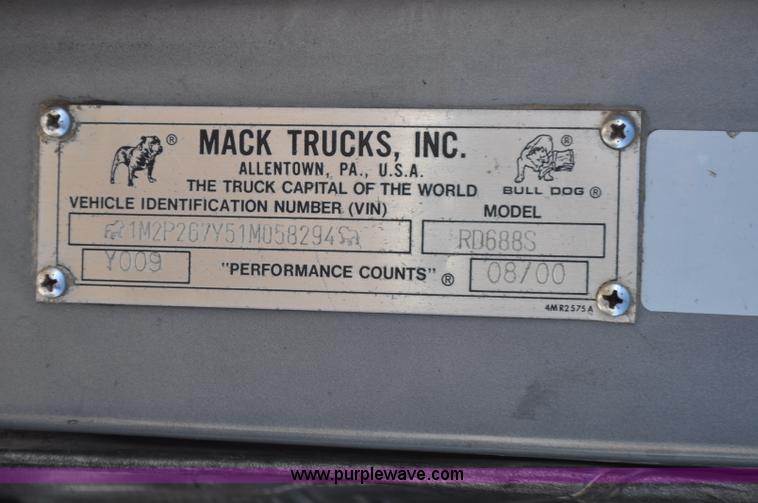 MACK TRUCKS, INC.
ALLENTOWN, PA., U.S.A.
THE TRUCK CAPITAL OF THE WORLD
BULL DOG ®
VEHICLE IDENTIFICATION NUMBER (VIN) MODEL
1M2P267Y51M058294 RD688S
Y009 "PERFORMANCE COUNTS" ® 08/00
4MR2575A
www.purplewave.com